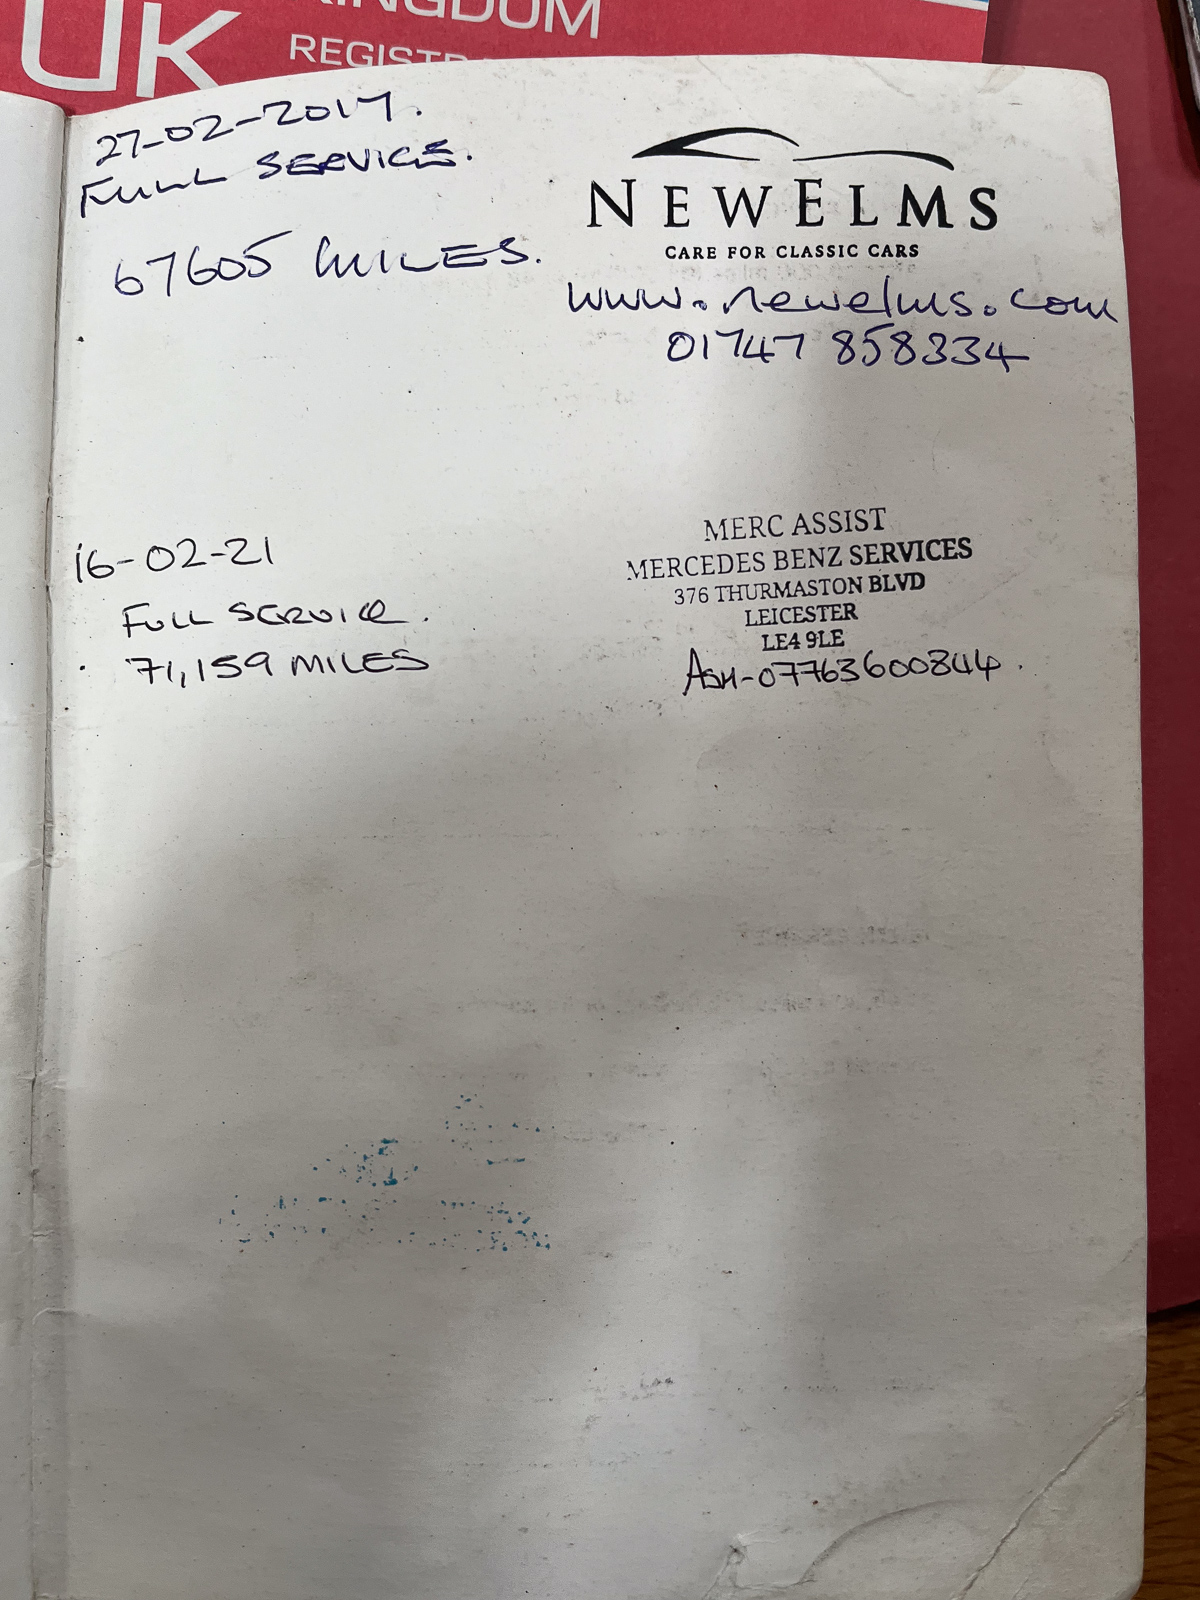 UK
KINGDOM
REGISTR
27-02-2017.
FULL SERVICE.
67605 MILES.
NEWELMS
CARE FOR CLASSIC CARS
www.newelms.com
01747 858334
16-02-21
FULL SERVICE.
71,159 MILES
MERC ASSIST
MERCEDES BENZ SERVICES
376 THURMASTON BLVD
LEICESTER
LE4 9LE
ASH-07763600844.